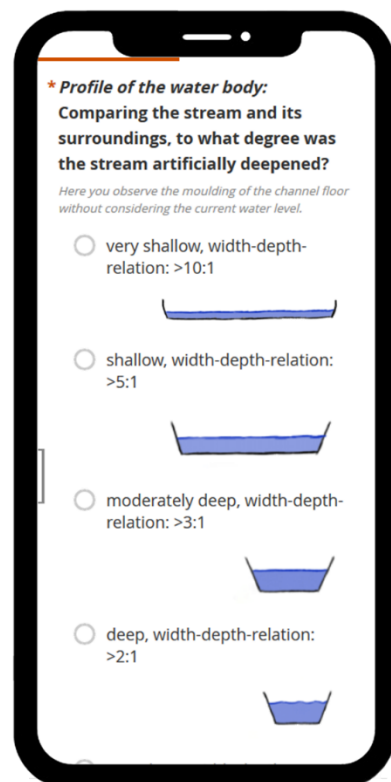 * Profile of the water body:
Comparing the stream and its
surroundings, to what degree was
the stream artificially deepened?
Here you observe the moulding of the channel floor
without considering the current water level.
very shallow, width-depth-
relation: >10:1
shallow, width-depth-relation:
>5:1
moderately deep, width-depth-
relation: >3:1
deep, width-depth-relation:
>2:1